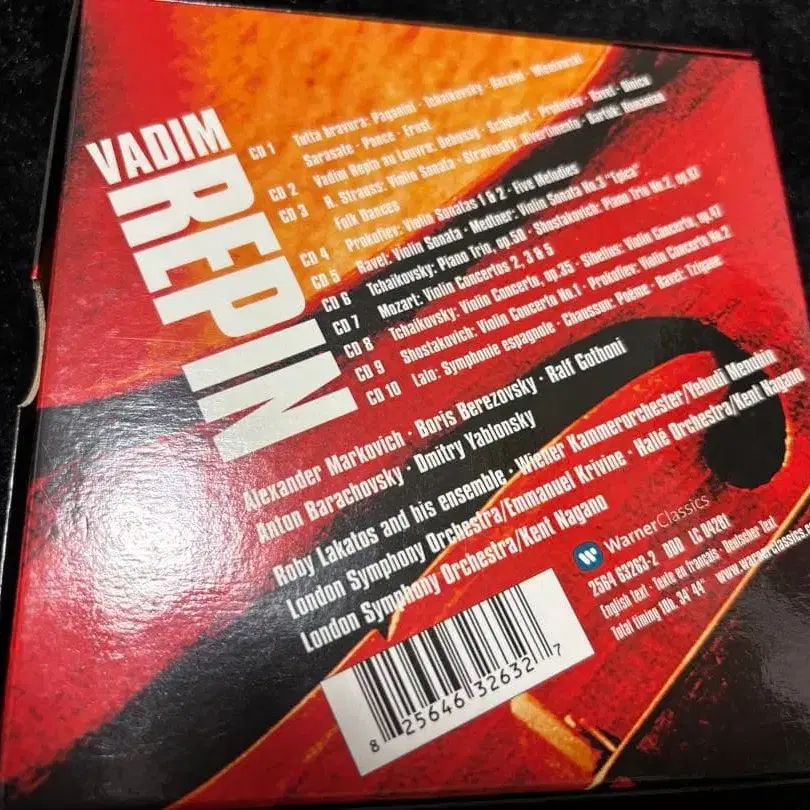 VADIM
REPIN
CD 1 Tutta bravura: Paganini · Tchaikovsky · Bazzini · Wieniawski
Sarasate · Ponce · Ernst
CD 2 Vadim Repin au Louvre: Debussy · Schubert · Prokofiev · Ravel · Dinicu
CD 3 R. Strauss: Violin Sonata · Stravinsky: Divertimento · Bartók: Romanian
Folk Dances
CD 4 Prokofiev: Violin Sonatas 1 & 2 · Five Melodies
CD 5 Ravel: Violin Sonata · Medtner: Violin Sonata No.3 "Epica"
CD 6 Tchaikovsky: Piano Trio, op.50 · Shostakovich: Piano Trio No.2, op.67
CD 7 Mozart: Violin Concertos 2, 3 & 5
CD 8 Tchaikovsky: Violin Concerto, op.35 · Sibelius: Violin Concerto, op.47
CD 9 Shostakovich: Violin Concerto No.1 · Prokofiev: Violin Concerto No.2
CD 10 Lalo: Symphonie espagnole · Chausson: Poème · Ravel: Tzigane
Alexander Markovich · Boris Berezovsky · Ralf Gothoni
Anton Barachovsky · Dmitry Yablonsky
Roby Lakatos and his ensemble · Wiener Kammerorchester/Yehudi Menuhin
London Symphony Orchestra/Emmanuel Krivine · Hallé Orchestra/Kent Nagano
London Symphony Orchestra/Kent Nagano
WarnerClassics
2564 63263-2 DDD LC 04281
English text · Texte en français · Deutscher Text
Total timing 10h. 34' 44" www.warnerclassics.c
8 25646 32632 7